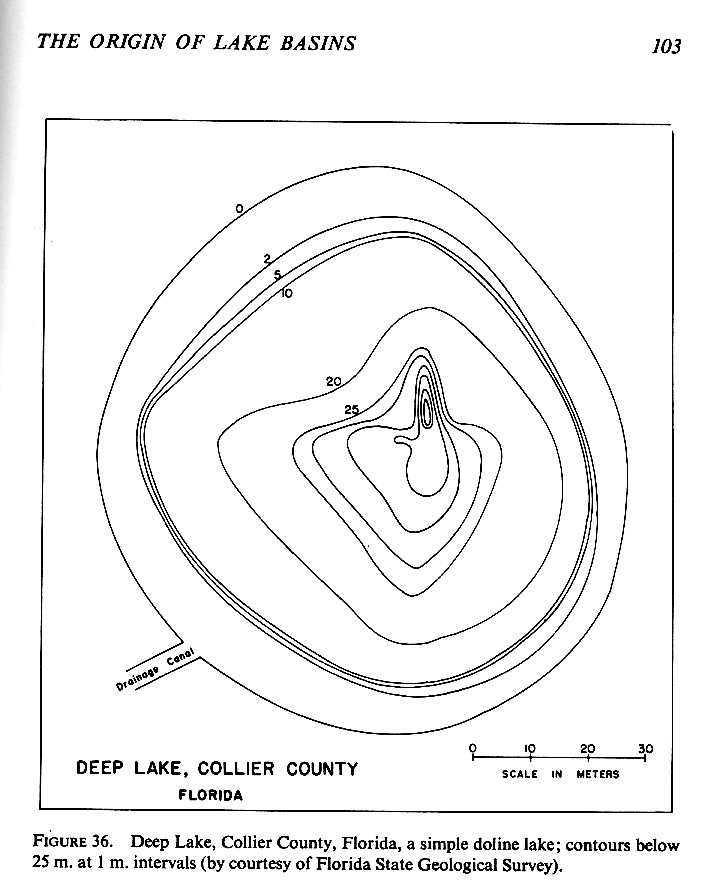 THE ORIGIN OF LAKE BASINS 103
0
2
5
10
20
25
Drainage Canal
0 10 20 30
SCALE IN METERS
DEEP LAKE, COLLIER COUNTY
FLORIDA
FIGURE 36. Deep Lake, Collier County, Florida, a simple doline lake; contours below
25 m. at 1 m. intervals (by courtesy of Florida State Geological Survey).